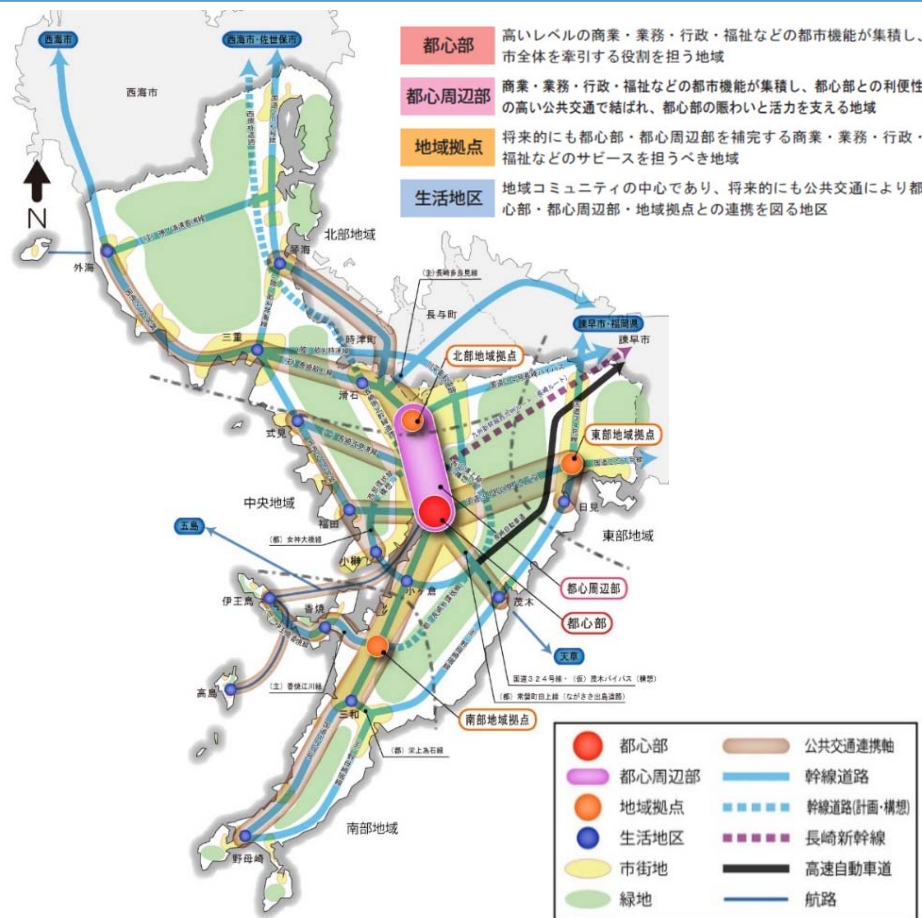 都心部
高いレベルの商業・業務・行政・福祉などの都市機能が集積し、
市全体を牽引する役割を担う地域
都心周辺部
商業・業務・行政・福祉などの都市機能が集積し、都心部との利便性
の高い公共交通で結ばれ、都心部の賑わいと活力を支える地域
地域拠点
将来的にも都心部・都心周辺部を補完する商業・業務・行政・
福祉などのサービスを担うべき地域
生活地区
地域コミュニティの中心であり、将来的にも公共交通により都
心部・都心周辺部・地域拠点との連携を図る地区
西海市
西海市・佐世保市
西海市
N
北部地域
琴海
外海
(主)長崎多良見線
長与町
時津町
三重
諫早市・福岡県
諫早市
北部地域拠点
滑石
式見
東部地域拠点
中央地域
福田
日見
東部地域
(都)女神大橋線
五島
小榊
小ヶ倉
都心周辺部
伊王島
香焼
茂木
都心部
天草
高島
(主)香焼江川線
国道324号線・(仮)茂木バイパス(構想)
(都)常盤町田上線(ながさき出島道路)
三和
南部地域拠点
(都)栄上為石線
南部地域
野母崎
都心部
都心周辺部
地域拠点
生活地区
市街地
緑地
公共交通連携軸
幹線道路
幹線道路(計画・構想)
長崎新幹線
高速自動車道
航路